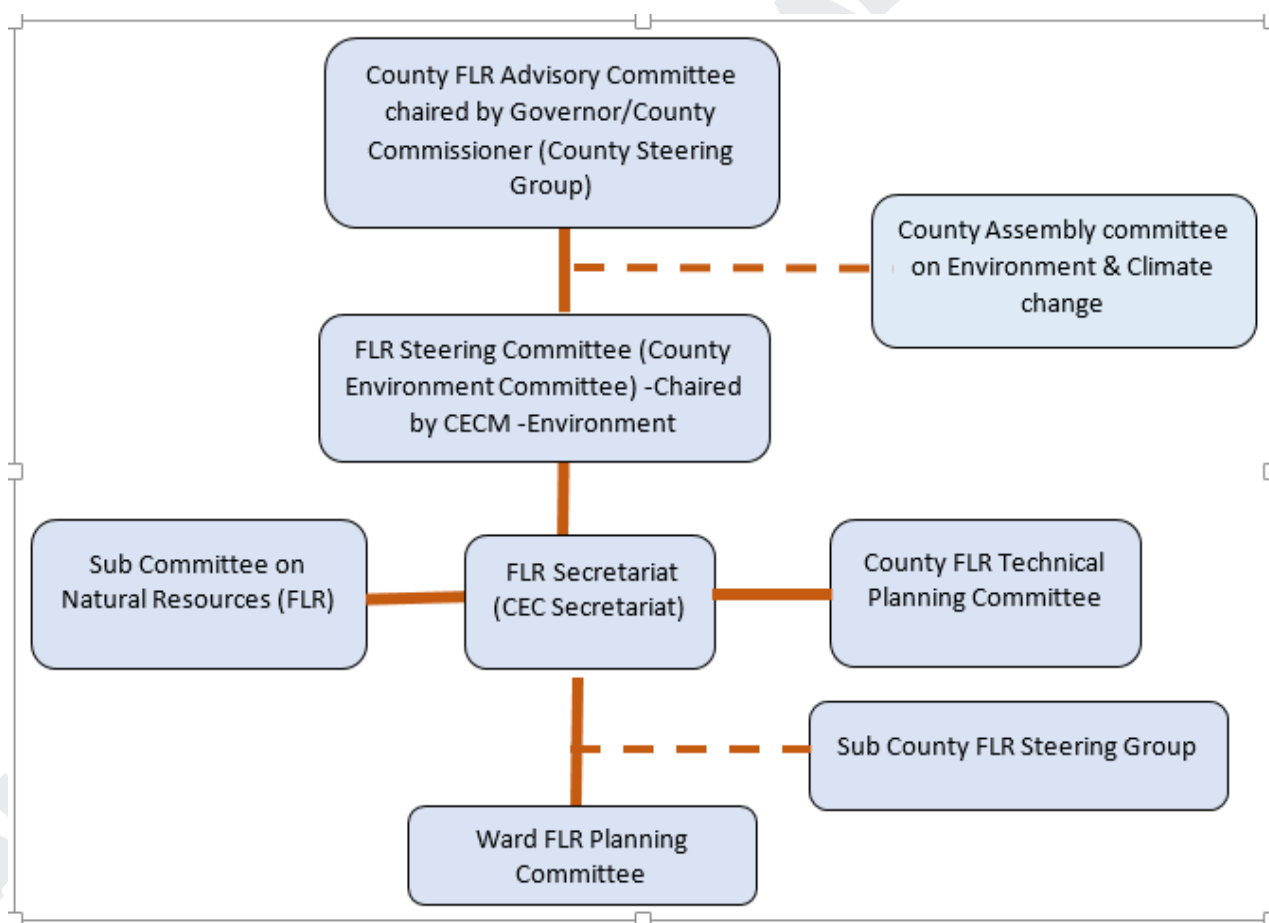 County FLR Advisory Committee
chaired by Governor/County
Commissioner (County Steering
Group)
County Assembly committee
on Environment & Climate
change
FLR Steering Committee (County
Environment Committee) -Chaired
by CECM -Environment
Sub Committee on
Natural Resources (FLR)
FLR Secretariat
(CEC Secretariat)
County FLR Technical
Planning Committee
Sub County FLR Steering Group
Ward FLR Planning
Committee